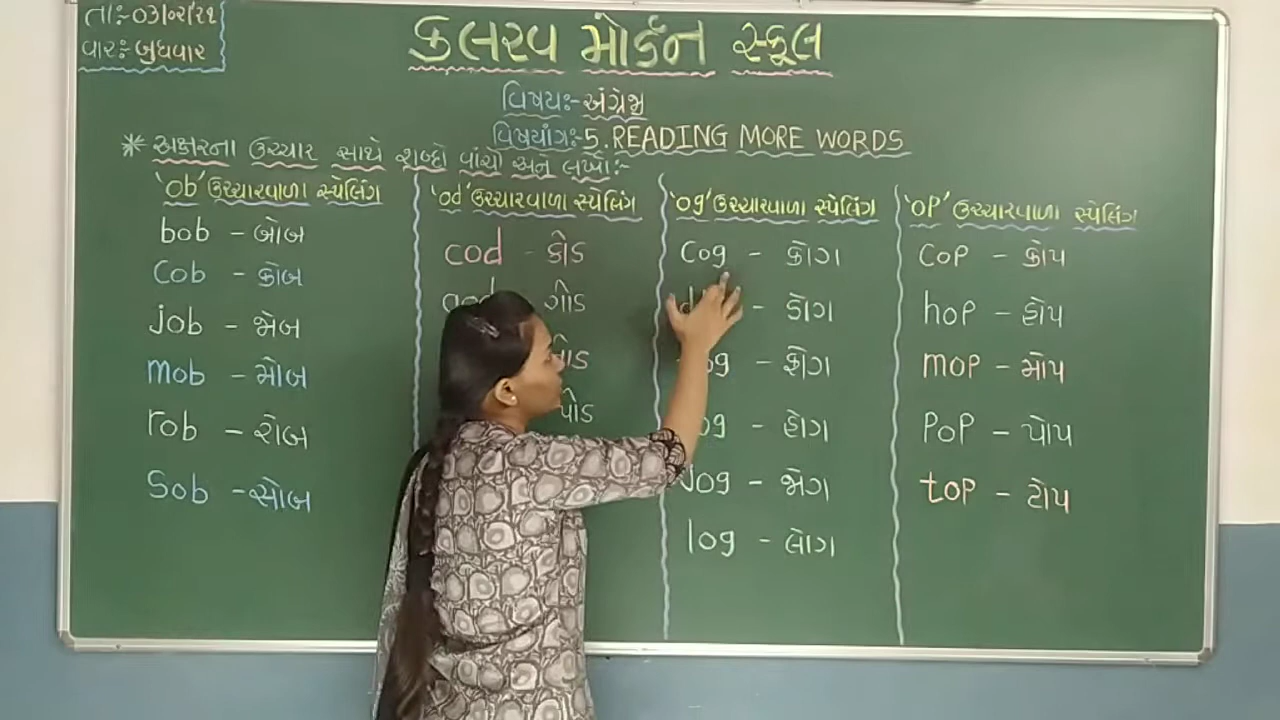 તા:-૦૩/૦૨/૨૧
વાર:- બુધવાર
કલરવ મોર્ડન સ્કૂલ
વિષય:- અંગ્રેજી
વિષયાંગ:- 5. READING MORE WORDS
* અક્ષરના ઉચ્ચાર સાથે શબ્દો વાંચો અને લખો:-
'ob' ઉચ્ચારવાળા સ્પેલિંગ
bob - બોબ
Cob - કોબ
job - જોબ
mob - મોબ
rob - રોબ
Sob - સોબ
'od' ઉચ્ચારવાળા સ્પેલિંગ
cod - કોડ
god - ગોડ
'og' ઉચ્ચારવાળા સ્પેલિંગ
Cog - કોગ
- ડોગ
- ફોગ
- હોગ
Jog - જોગ
log - લોગ
'oP' ઉચ્ચારવાળા સ્પેલિંગ
CoP - કોપ
hoP - હોપ
moP - મોપ
PoP - પોપ
toP - ટોપ